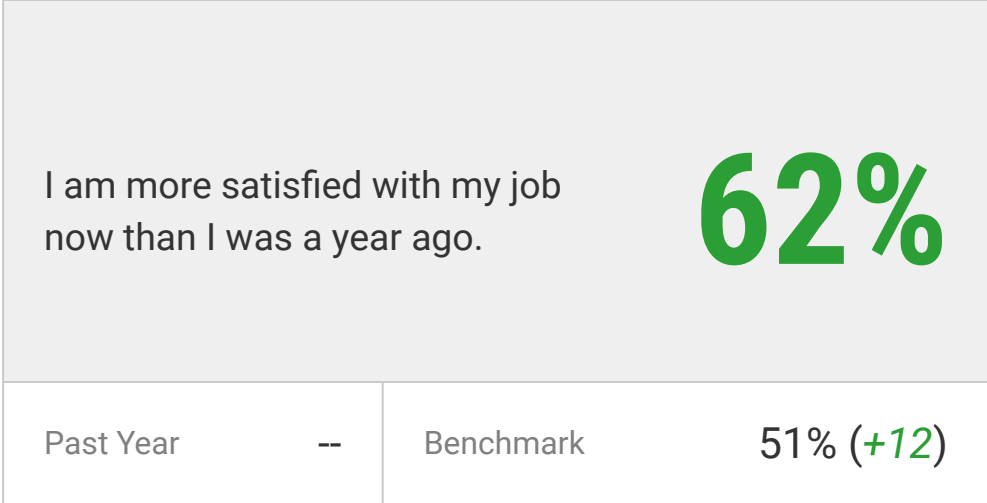 I am more satisfied with my job
now than I was a year ago.
62%
Past Year --
Benchmark 51% (+12)